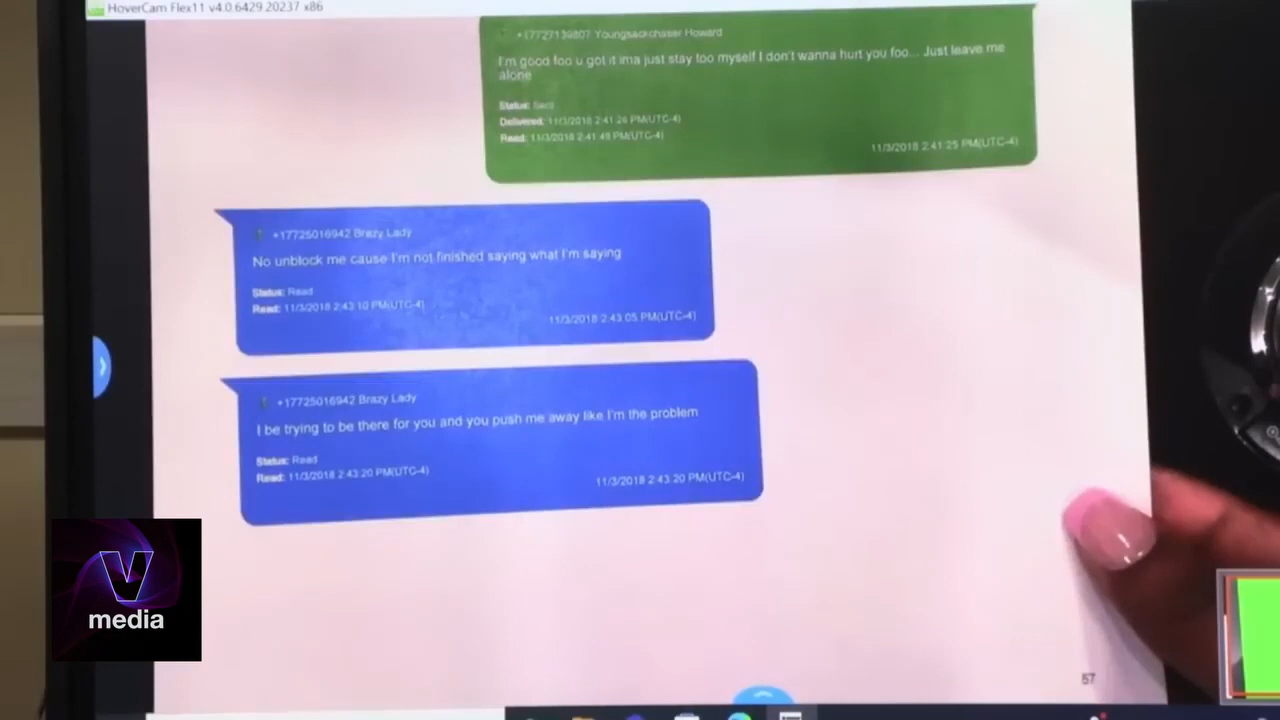 HoverCam Flex11 v4.0.6429.20237 x86
+17727139807 Youngsackchaser Howard
I'm good foo u got it ima just stay too myself I don't wanna hurt you foo... Just leave me
alone
Status: Sent
Delivered: 11/3/2018 2:41:26 PM(UTC-4)
Read: 11/3/2018 2:41:49 PM(UTC-4)
11/3/2018 2:41:25 PM(UTC-4)
+17725016942 Brazy Lady
No unblock me cause I'm not finished saying what I'm saying
Status: Read
Read: 11/3/2018 2:43:10 PM(UTC-4)
11/3/2018 2:43:05 PM(UTC-4)
+17725016942 Brazy Lady
I be trying to be there for you and you push me away like I'm the problem
Status: Read
Read: 11/3/2018 2:43:20 PM(UTC-4)
11/3/2018 2:43:20 PM(UTC-4)
V
media
57